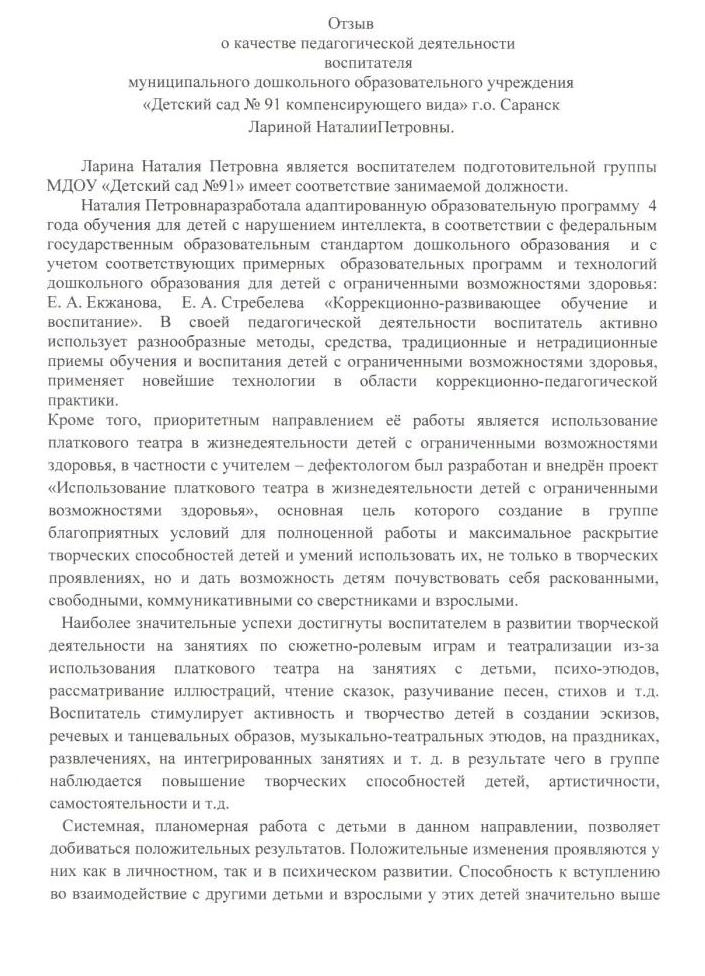 Отзыв
о качестве педагогической деятельности
воспитателя
муниципального дошкольного образовательного учреждения
«Детский сад № 91 компенсирующего вида» г.о. Саранск
Лариной НаталииПетровны.
Ларина Наталия Петровна является воспитателем подготовительной группы
МДОУ «Детский сад №91» имеет соответствие занимаемой должности.
Наталия Петровнаразработала адаптированную образовательную программу 4
года обучения для детей с нарушением интеллекта, в соответствии с федеральным
государственным образовательным стандартом дошкольного образования и с
учетом соответствующих примерных образовательных программ и технологий
дошкольного образования для детей с ограниченными возможностями здоровья:
Е. А. Екжанова, Е. А. Стребелева «Коррекционно-развивающее обучение и
воспитание». В своей педагогической деятельности воспитатель активно
использует разнообразные методы, средства, традиционные и нетрадиционные
приемы обучения и воспитания детей с ограниченными возможностями здоровья,
применяет новейшие технологии в области коррекционно-педагогической
практики.
Кроме того, приоритетным направлением её работы является использование
платкового театра в жизнедеятельности детей с ограниченными возможностями
здоровья, в частности с учителем – дефектологом был разработан и внедрён проект
«Использование платкового театра в жизнедеятельности детей с ограниченными
возможностями здоровья», основная цель которого создание в группе
благоприятных условий для полноценной работы и максимальное раскрытие
творческих способностей детей и умений использовать их, не только в творческих
проявлениях, но и дать возможность детям почувствовать себя раскованными,
свободными, коммуникативными со сверстниками и взрослыми.
Наиболее значительные успехи достигнуты воспитателем в развитии творческой
деятельности на занятиях по сюжетно-ролевым играм и театрализации из-за
использования платкового театра на занятиях с детьми, психо-этюдов,
рассматривание иллюстраций, чтение сказок, разучивание песен, стихов и т.д.
Воспитатель стимулирует активность и творчество детей в создании эскизов,
речевых и танцевальных образов, музыкально-театральных этюдов, на праздниках,
развлечениях, на интегрированных занятиях и т. д. в результате чего в группе
наблюдается повышение творческих способностей детей, артистичности,
самостоятельности и т.д.
Системная, планомерная работа с детьми в данном направлении, позволяет
добиваться положительных результатов. Положительные изменения проявляются у
них как в личностном, так и в психическом развитии. Способность к вступлению
во взаимодействие с другими детьми и взрослыми у этих детей значительно выше